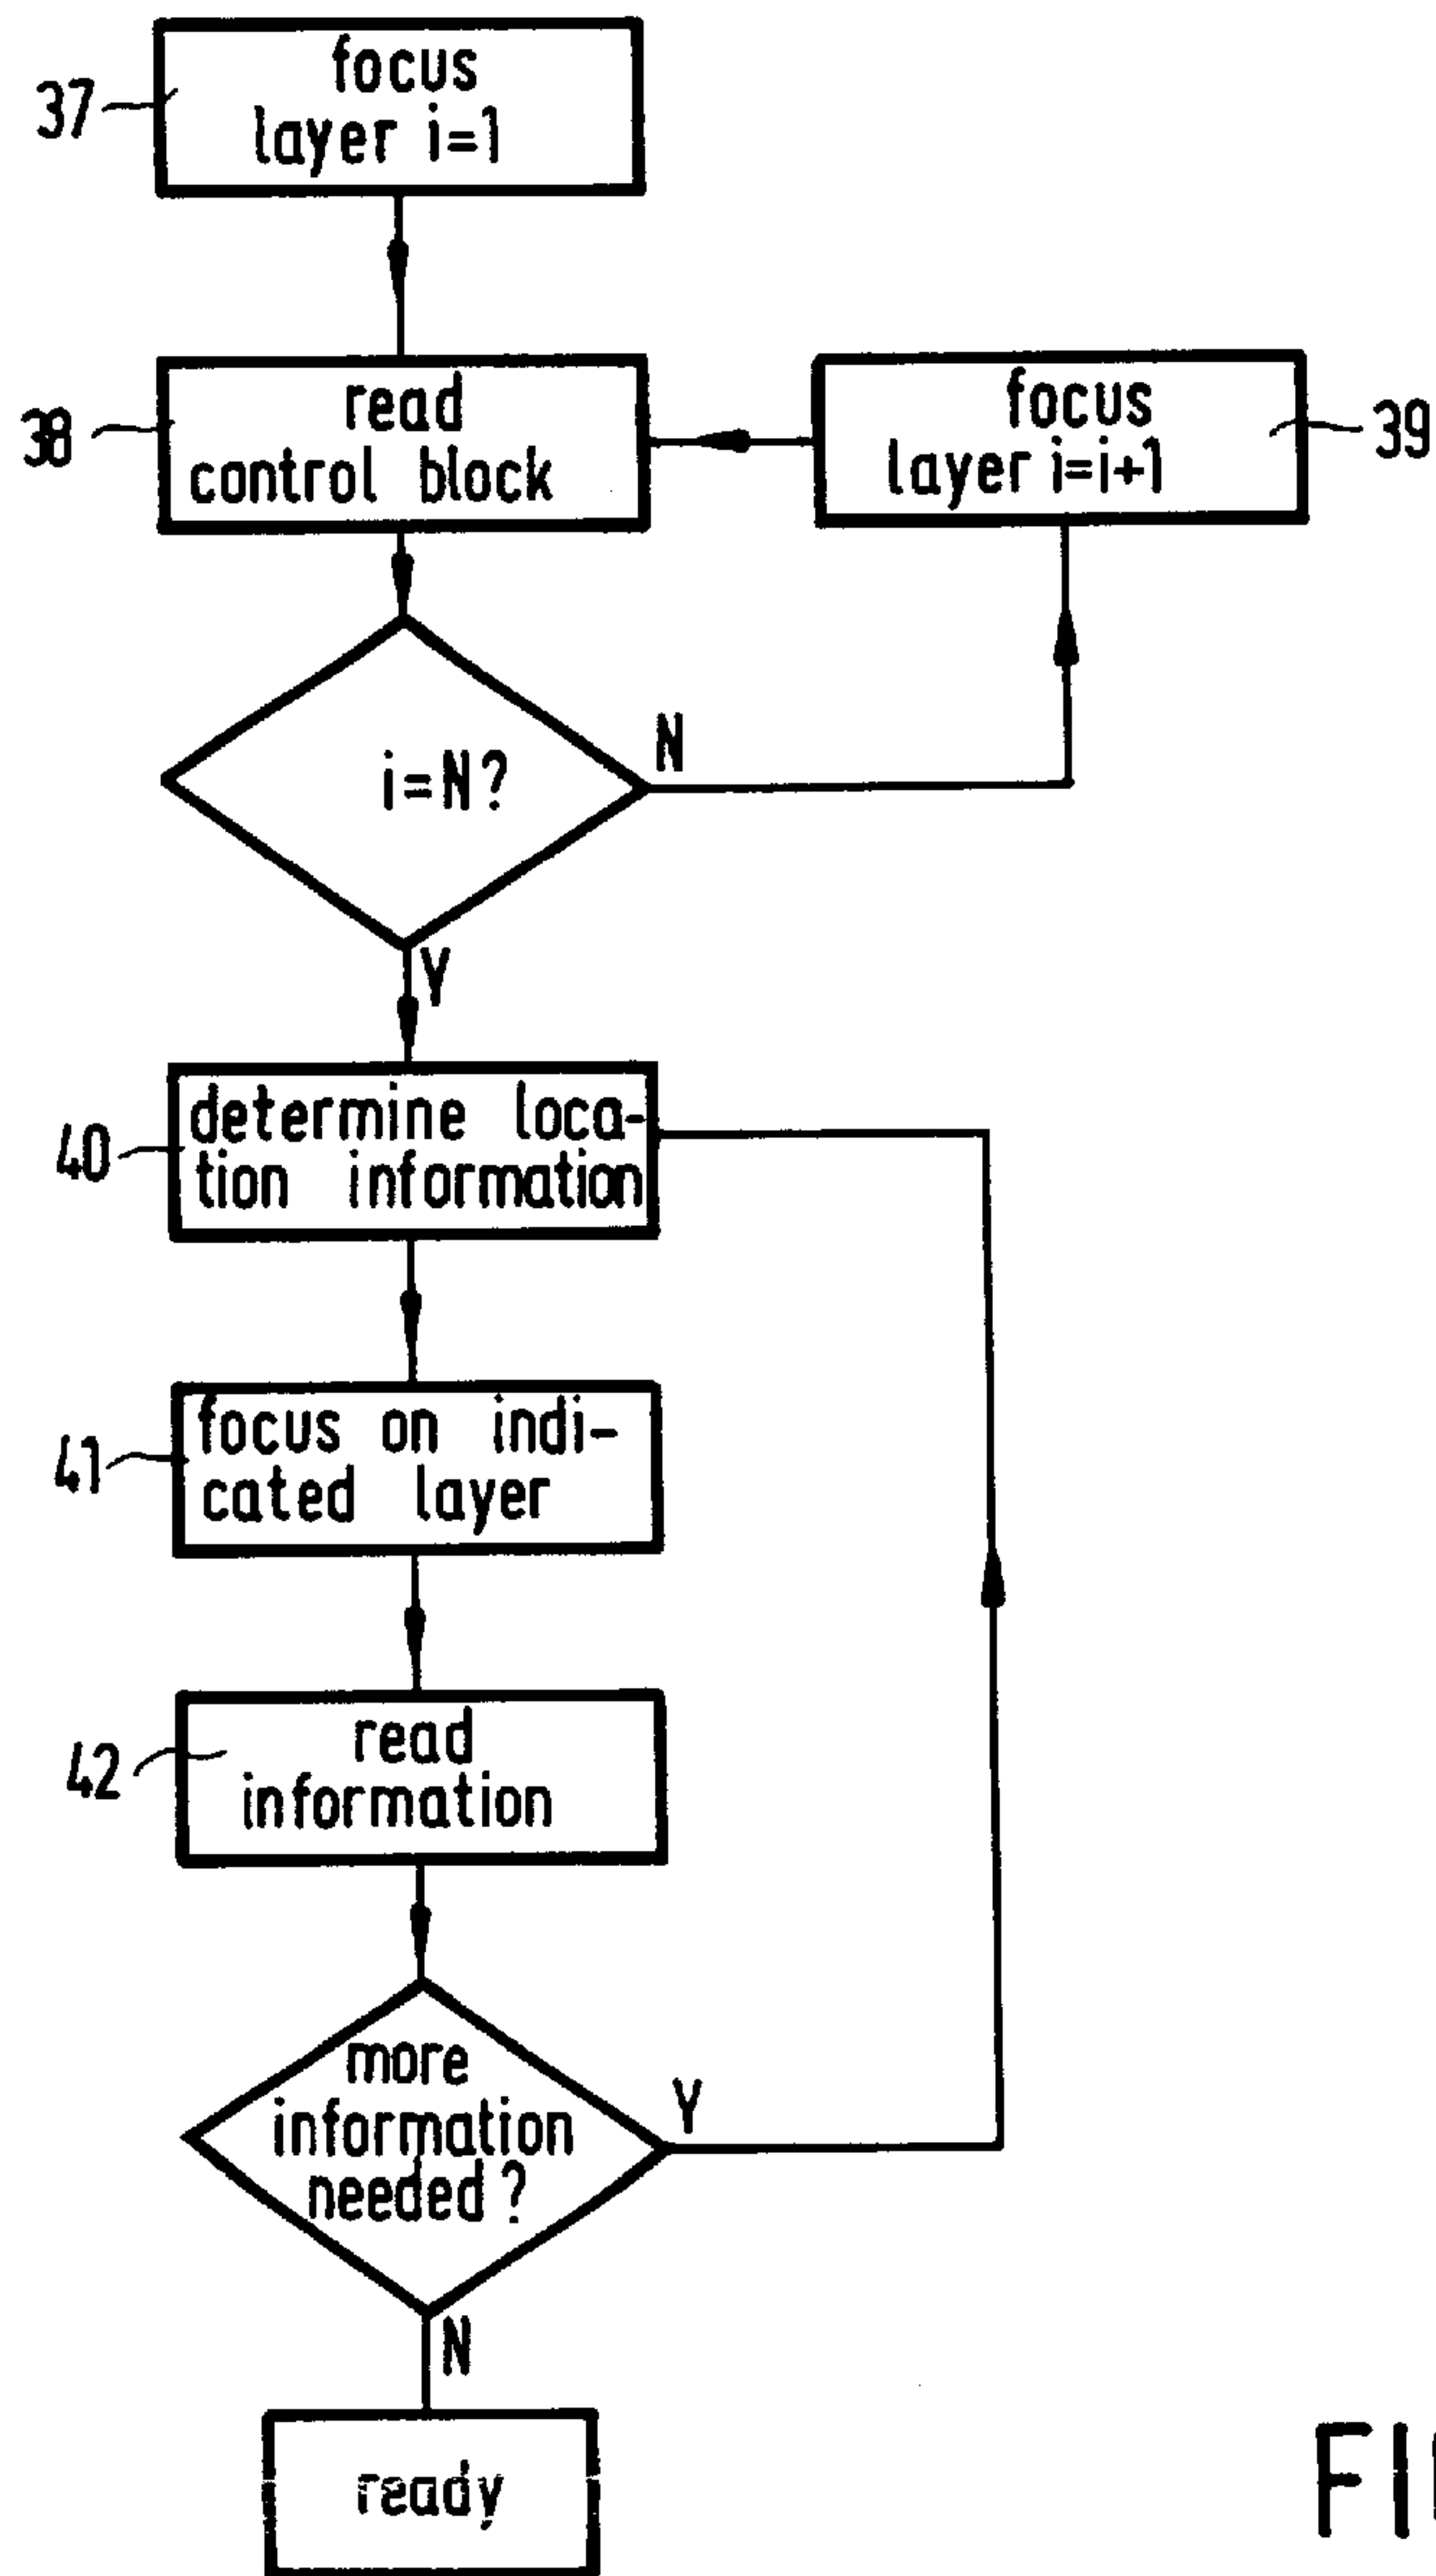 focus
37
layer i=1
read
38
control block
focus
layer i=i+1
39
i=N?
N
Y
determine loca-
40
tion information
focus on indi-
41
cated layer
read
42
information
more
information
needed?
Y
N
ready